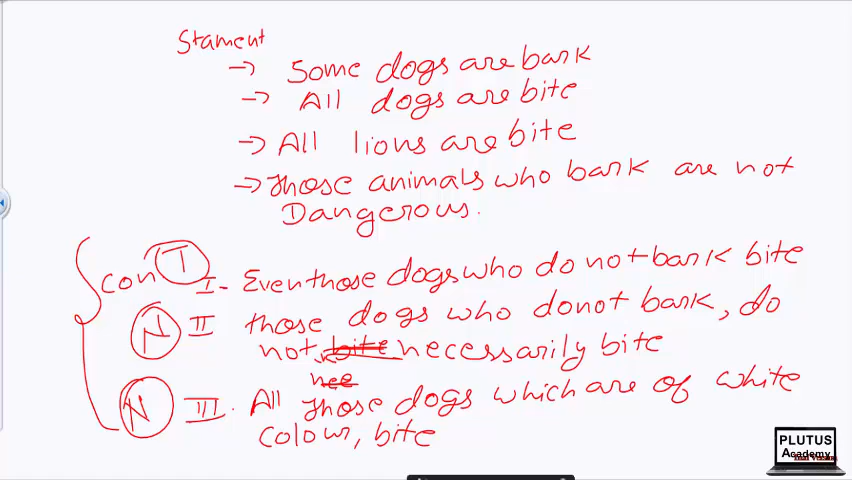 Stament
→ Some dogs are bark
→ All dogs are bite
→ All lions are bite
→ those animals who bark are not
Dangerous.
con T I- Even those dogs who do not bark bite
N II those dogs who donot bark, do
not bite necessarily bite
nee
N III. All those dogs which are of white
colour, bite
PLUTUS
Academy